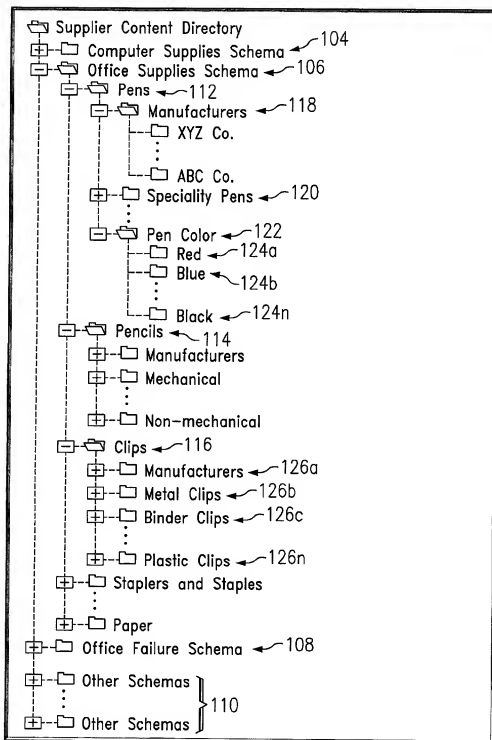 Supplier Content Directory
Computer Supplies Schema 104
Office Supplies Schema 106
Pens 112
Manufacturers 118
XYZ Co.
ABC Co.
Speciality Pens 120
Pen Color 122
Red 124a
Blue 124b
Black 124n
Pencils 114
Manufacturers
Mechanical
Non-mechanical
Clips 116
Manufacturers 126a
Metal Clips 126b
Binder Clips 126c
Plastic Clips 126n
Staplers and Staples
Paper
Office Failure Schema 108
Other Schemas
110
Other Schemas